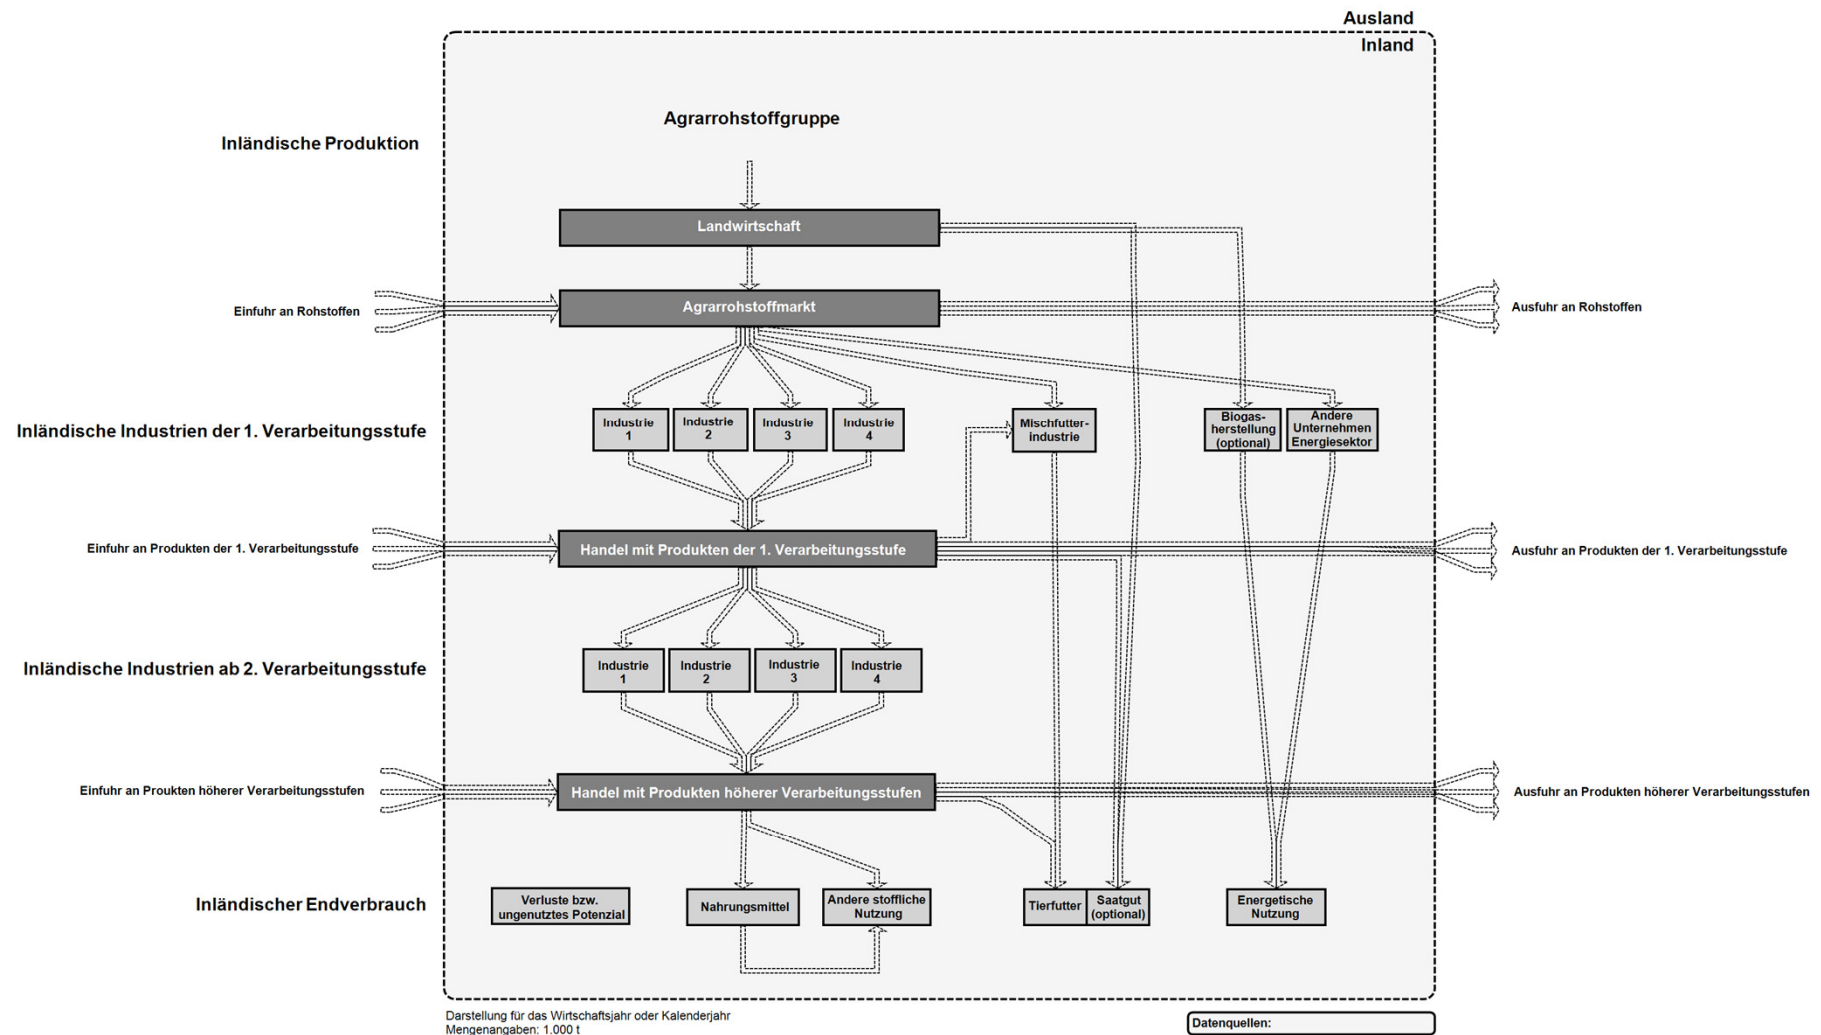 Ausland
Inland
Agrarrohstoffgruppe
Inländische Produktion
Landwirtschaft
Agrarrohstoffmarkt
Einfuhr an Rohstoffen
Ausfuhr an Rohstoffen
Inländische Industrien der 1. Verarbeitungsstufe
Industrie
1
Industrie
2
Industrie
3
Industrie
4
Mischfutter-
industrie
Biogas-
herstellung
(optional)
Andere
Unternehmen
Energiesektor
Einfuhr an Produkten der 1. Verarbeitungsstufe
Handel mit Produkten der 1. Verarbeitungsstufe
Ausfuhr an Produkten der 1. Verarbeitungsstufe
Inländische Industrien ab 2. Verarbeitungsstufe
Industrie
1
Industrie
2
Industrie
3
Industrie
4
Einfuhr an Proukten höherer Verarbeitungsstufen
Handel mit Produkten höherer Verarbeitungsstufen
Ausfuhr an Produkten höherer Verarbeitungsstufen
Inländischer Endverbrauch
Verluste bzw.
ungenutztes Potenzial
Nahrungsmittel
Andere stoffliche
Nutzung
Tierfutter
Saatgut
(optional)
Energetische
Nutzung
Darstellung für das Wirtschaftsjahr oder Kalenderjahr
Mengenangaben: 1.000 t
Datenquellen: